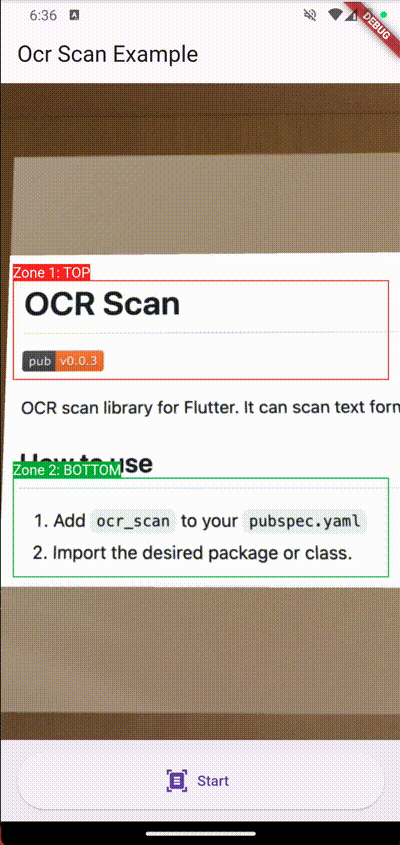 6:36 A
DEBUG
Ocr Scan Example
Zone 1: TOP
OCR Scan
pub v0.0.3
OCR scan library for Flutter. It can scan text form
How to use
Zone 2: BOTTOM
1. Add ocr_scan to your pubspec.yaml
2. Import the desired package or class.
Start